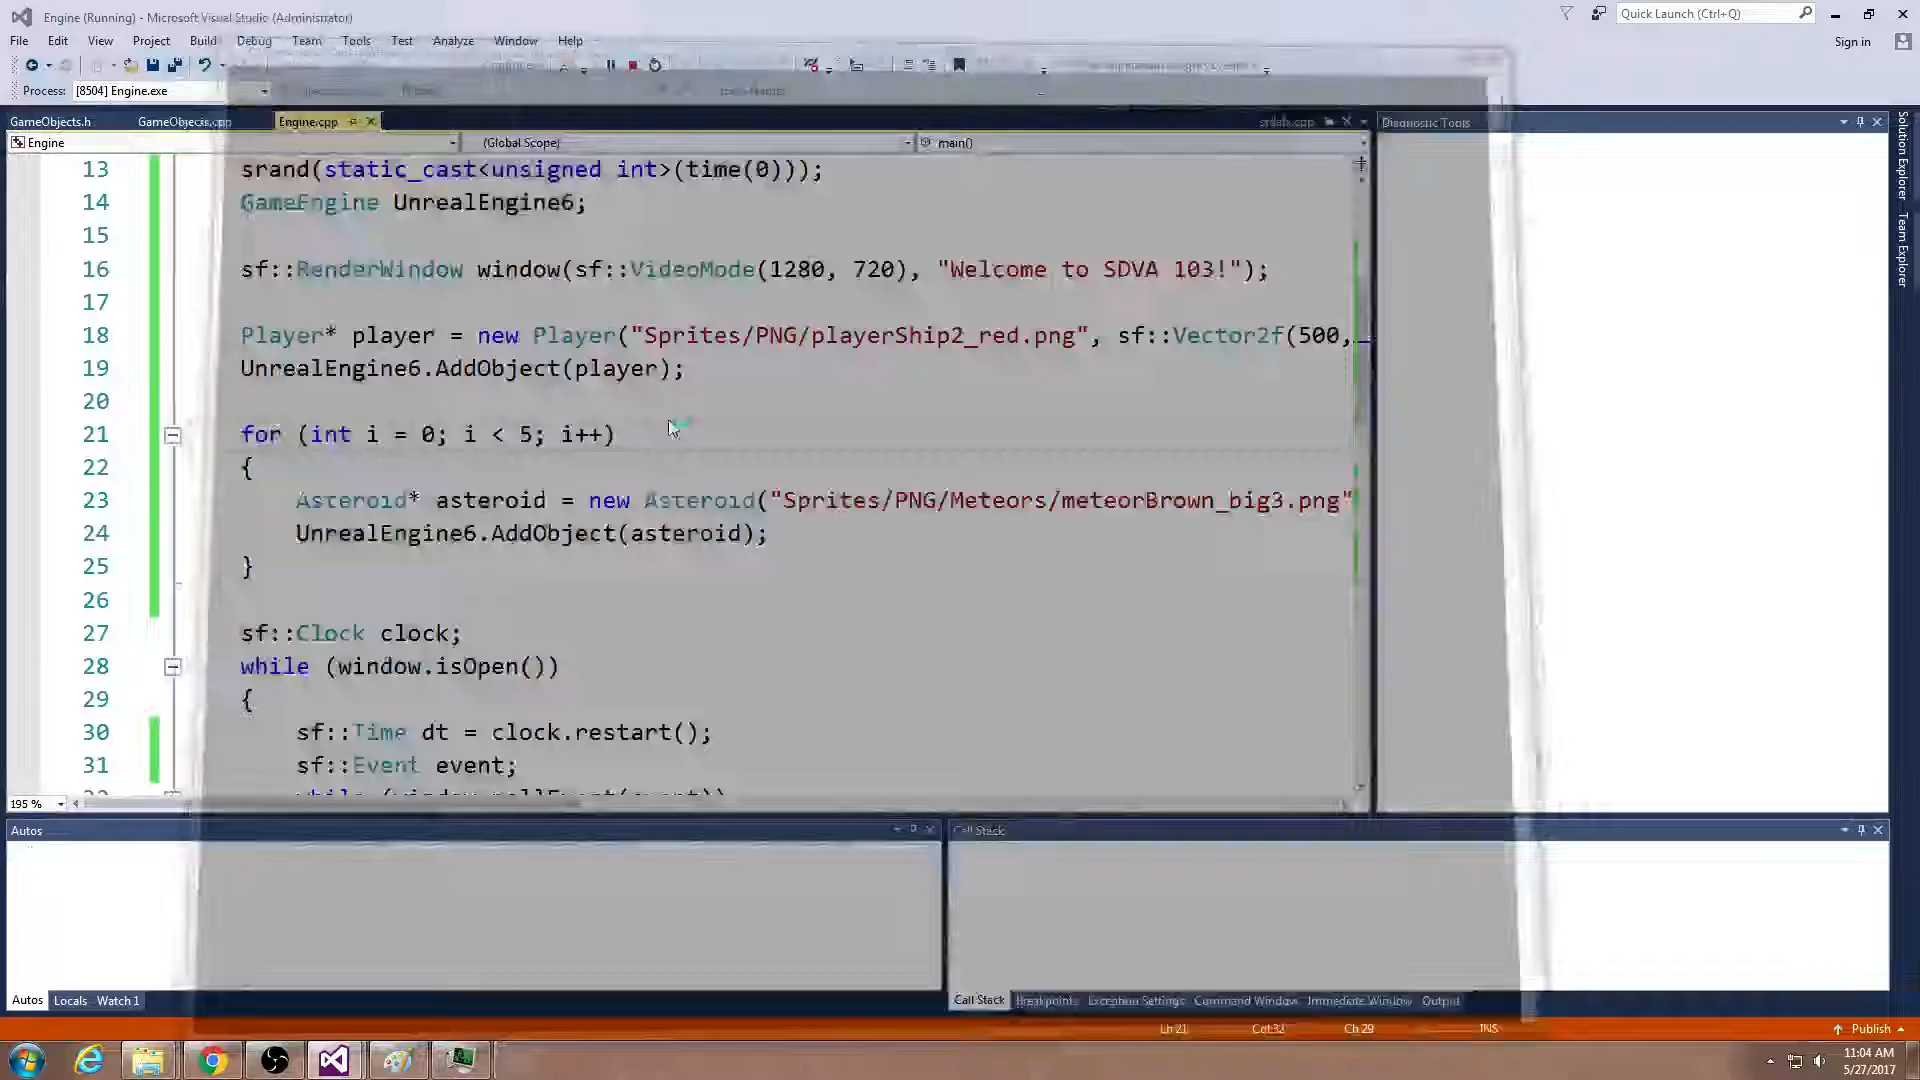 Engine (Running) - Microsoft Visual Studio (Administrator)
Quick Launch (Ctrl+Q)
File Edit View Project Build Debug Team Tools Test Analyze Window Help
Sign in
Process: [8504] Engine.exe
GameObjects.h GameObjects.cpp Engine.cpp
Diagnostic Tools
Engine (Global Scope) main()
13 srand(static_cast<unsigned int>(time(0)));
14 GameEngine UnrealEngine6;
15
16 sf::RenderWindow window(sf::VideoMode(1280, 720), "Welcome to SDVA 103!");
17
18 Player* player = new Player("Sprites/PNG/playerShip2_red.png", sf::Vector2f(500,
19 UnrealEngine6.AddObject(player);
20
21 for (int i = 0; i < 5; i++)
22 {
23 Asteroid* asteroid = new Asteroid("Sprites/PNG/Meteors/meteorBrown_big3.png"
24 UnrealEngine6.AddObject(asteroid);
25 }
26
27 sf::Clock clock;
28 while (window.isOpen())
29 {
30 sf::Time dt = clock.restart();
31 sf::Event event;
195 %
Solution Explorer
Team Explorer
Autos
Call Stack
Autos Locals Watch 1
Call Stack Breakpoints Exception Settings Command Window Immediate Window Output
Ln 21 Col 32 Ch 29 INS
Publish
11:04 AM
5/27/2017